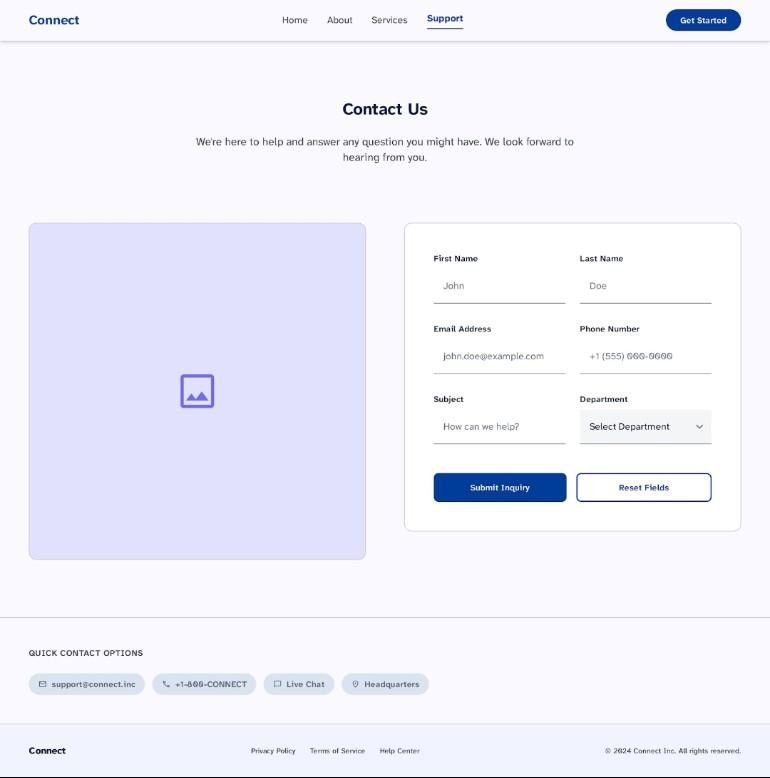 Connect
Home About Services Support
Get Started
Contact Us
We're here to help and answer any question you might have. We look forward to
hearing from you.
First Name
John
Last Name
Doe
Email Address
john.doe@example.com
Phone Number
+1 (555) 000-0000
Subject
How can we help?
Department
Select Department
Submit Inquiry
Reset Fields
QUICK CONTACT OPTIONS
support@connect.inc
+1-800-CONNECT
Live Chat
Headquarters
Connect
Privacy Policy Terms of Service Help Center
© 2024 Connect Inc. All rights reserved.